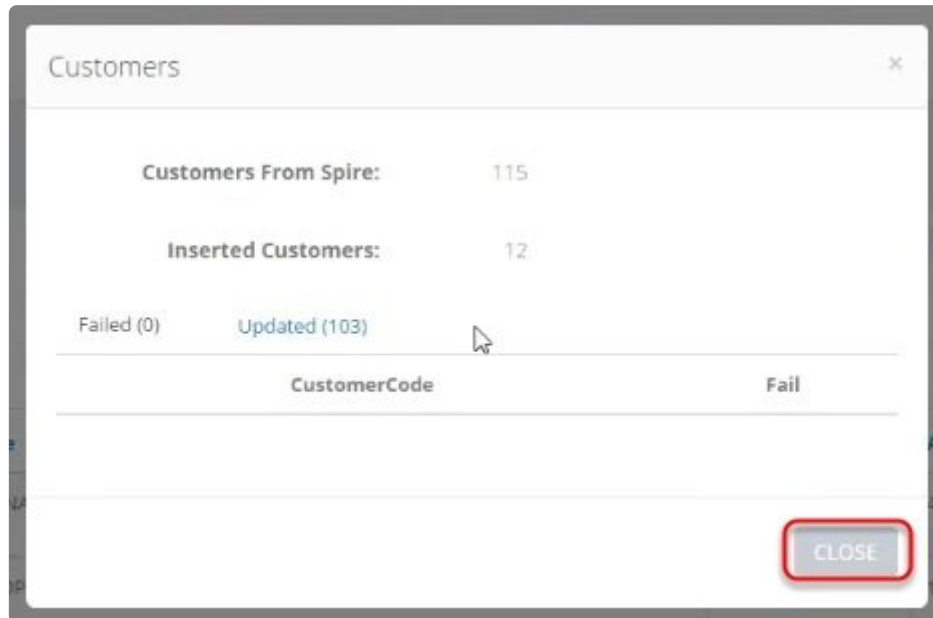 Customers ×
Customers From Spire: 115
Inserted Customers: 12
Failed (0) Updated (103)
CustomerCode Fail
CLOSE